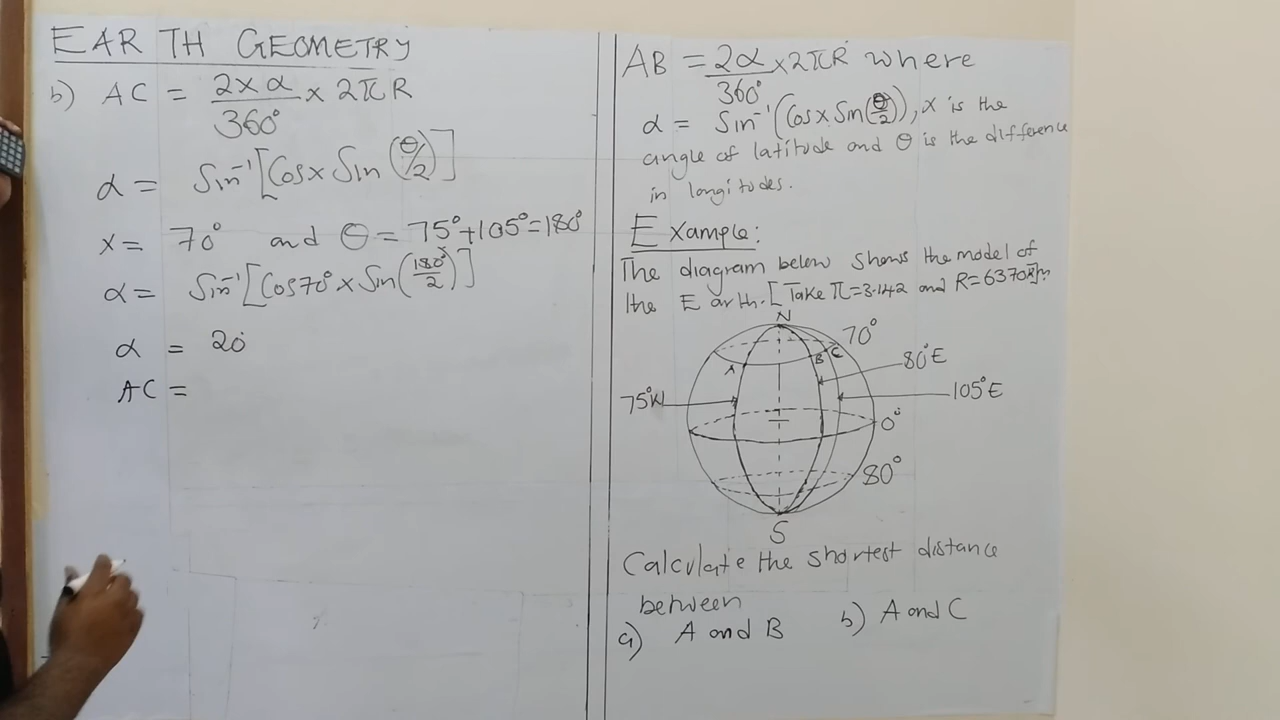 EARTH GEOMETRY
b) AC = 2×α/360° × 2πR
α = Sin⁻¹[Cosx Sin(θ/2)]
x = 70° and θ = 75°+105°=180°
α = Sin⁻¹[Cos70° × Sin(180°/2)]
α = 20°
AC =
AB = 2α/360° ×2πR where
α = Sin⁻¹(Cosx Sin(θ/2)), x is the
angle of latitude and θ is the difference
in longitudes.
Example:
The diagram below shows the model of
the Earth. [Take π=3.142 and R=6370km
N
70°
A
B
C
80°E
75°W
105°E
0°
80°
S
Calculate the shortest distance
between
a) A and B b) A and C